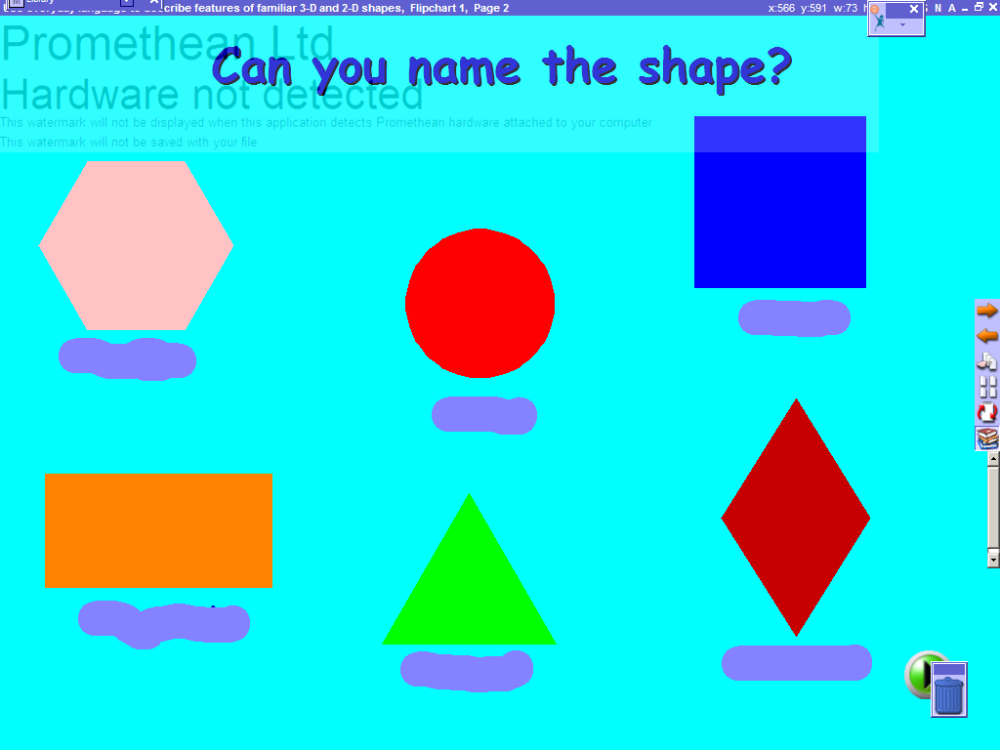 Library
cribe features of familiar 3-D and 2-D shapes, Flipchart 1, Page 2
x:566 y:591 w:73
S N A
Promethean Ltd
Can you name the shape?
Hardware not detected
This watermark will not be displayed when this application detects Promethean hardware attached to your computer
This watermark will not be saved with your file